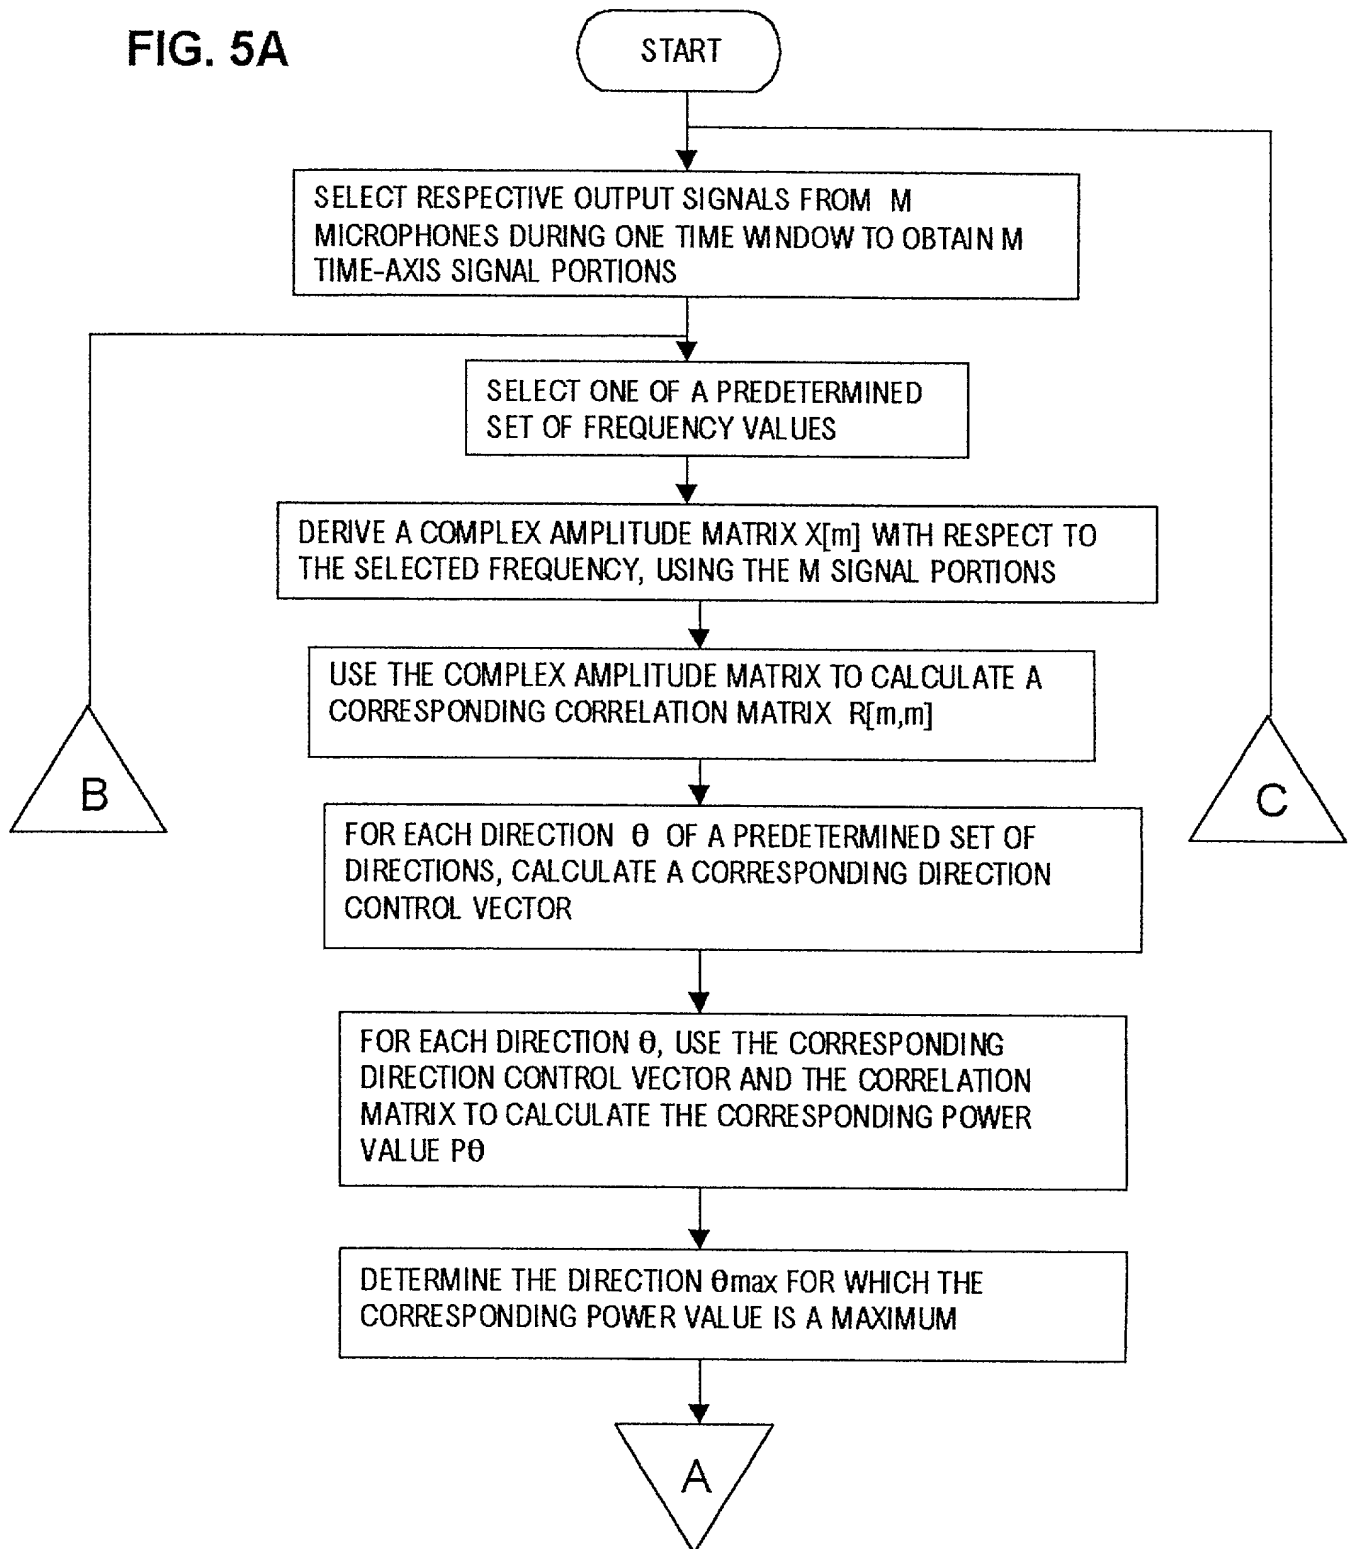 FIG. 5A
START
SELECT RESPECTIVE OUTPUT SIGNALS FROM M
MICROPHONES DURING ONE TIME WINDOW TO OBTAIN M
TIME-AXIS SIGNAL PORTIONS
SELECT ONE OF A PREDETERMINED
SET OF FREQUENCY VALUES
DERIVE A COMPLEX AMPLITUDE MATRIX X[m] WITH RESPECT TO
THE SELECTED FREQUENCY, USING THE M SIGNAL PORTIONS
USE THE COMPLEX AMPLITUDE MATRIX TO CALCULATE A
CORRESPONDING CORRELATION MATRIX R[m,m]
B
C
FOR EACH DIRECTION θ OF A PREDETERMINED SET OF
DIRECTIONS, CALCULATE A CORRESPONDING DIRECTION
CONTROL VECTOR
FOR EACH DIRECTION θ, USE THE CORRESPONDING
DIRECTION CONTROL VECTOR AND THE CORRELATION
MATRIX TO CALCULATE THE CORRESPONDING POWER
VALUE Pθ
DETERMINE THE DIRECTION θmax FOR WHICH THE
CORRESPONDING POWER VALUE IS A MAXIMUM
A